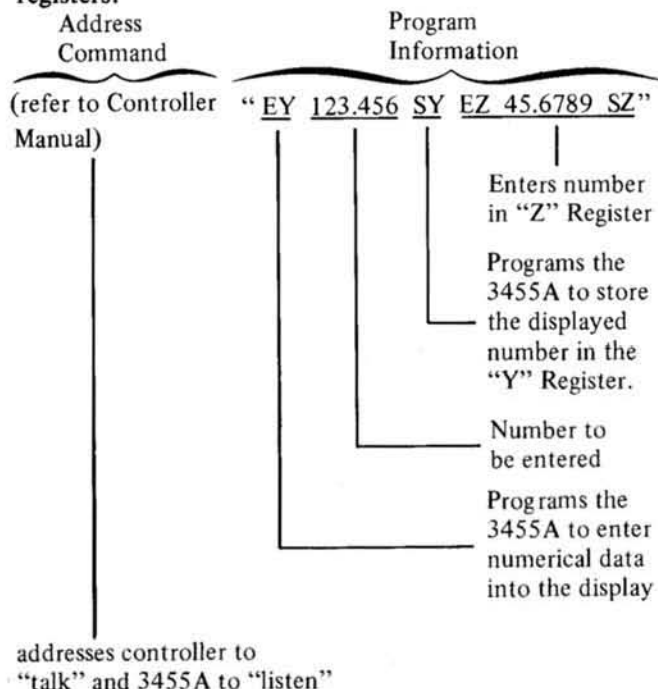 registers.
Address
Command
Program
Information
(refer to Controller
Manual)
“ EY 123.456 SY EZ 45.6789 SZ”
Enters number
in “Z” Register
Programs the
3455A to store
the displayed
number in the
“Y” Register.
Number to
be entered
Programs the
3455A to enter
numerical data
into the display
addresses controller to
“talk” and 3455A to “listen”